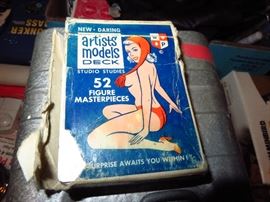 NEW • DARING
artists'
models
DECK
STUDIO STUDIES
52
FIGURE
MASTERPIECES
SURPRISE AWAITS YOU WITHIN!